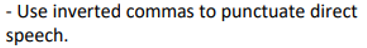 - Use inverted commas to punctuate direct
speech.